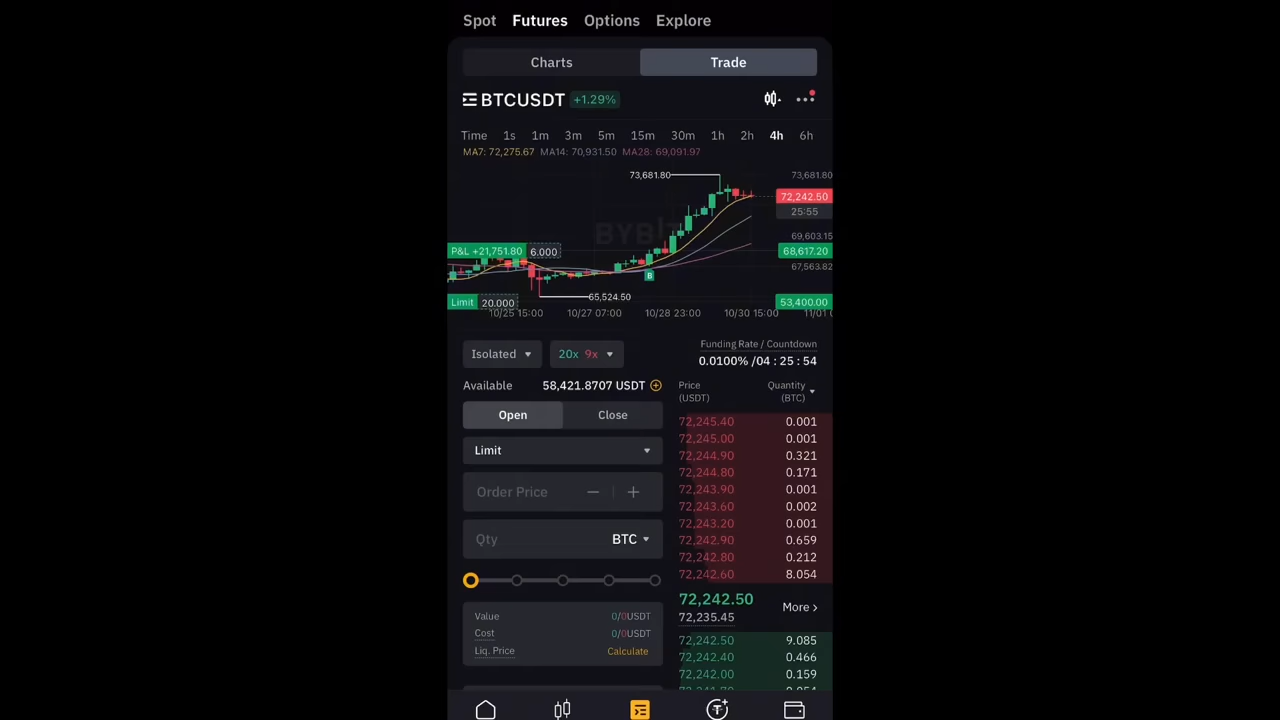 Spot Futures Options Explore
Charts Trade
BTCUSDT +1.29%
Time 1s 1m 3m 5m 15m 30m 1h 2h 4h 6h
MA7: 72,275.67 MA14: 70,931.50 MA28: 69,091.97
73,681.80 73,681.80
72,242.50
25:55
BYBIT
69,603.15
P&L +21,751.80 6.000 68,617.20
67,563.82
B
65,524.50
Limit 20.000 53,400.00
10/25 15:00 10/27 07:00 10/28 23:00 10/30 15:00 11/01 0
Isolated 20x 9x Funding Rate / Countdown
0.0100% /04 : 25 : 54
Available 58,421.8707 USDT Price Quantity
(USDT) (BTC)
Open Close 72,245.40 0.001
72,245.00 0.001
Limit 72,244.90 0.321
72,244.80 0.171
Order Price 72,243.90 0.001
72,243.60 0.002
72,243.20 0.001
Qty BTC 72,242.90 0.659
72,242.80 0.212
72,242.60 8.054
72,242.50 More >
Value 0/0USDT 72,235.45
Cost 0/0USDT 72,242.50 9.085
Liq. Price Calculate 72,242.40 0.466
72,242.00 0.159